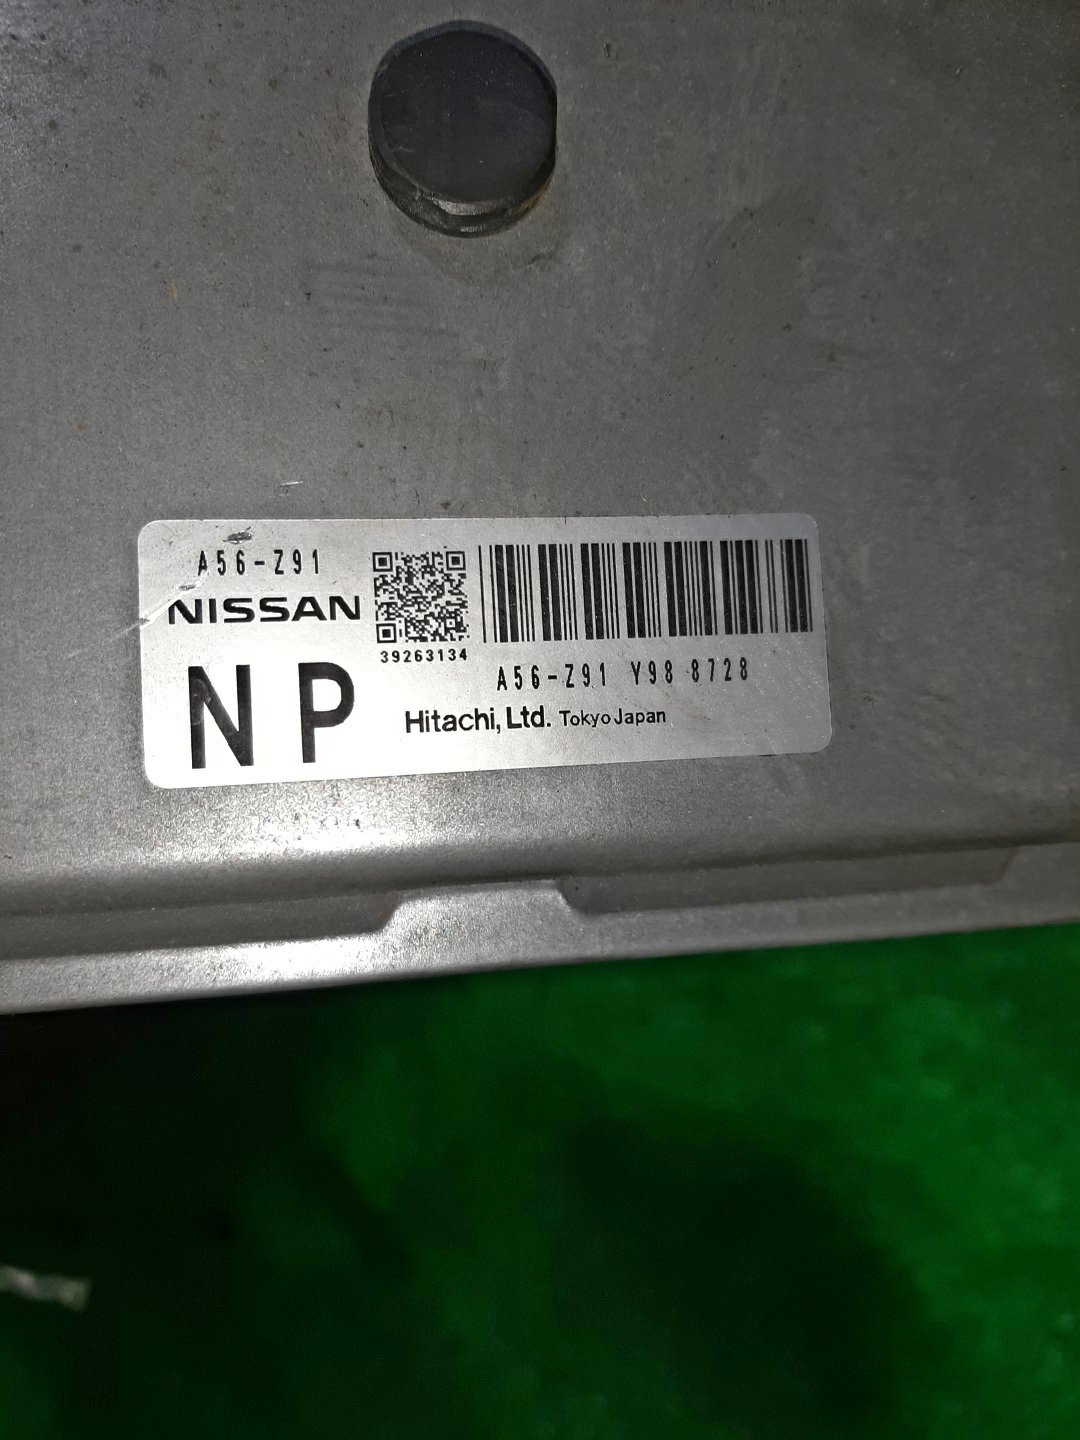 A56-Z91
NISSAN
NP
39263134
A56-Z91 Y98 8728
Hitachi, Ltd. Tokyo Japan